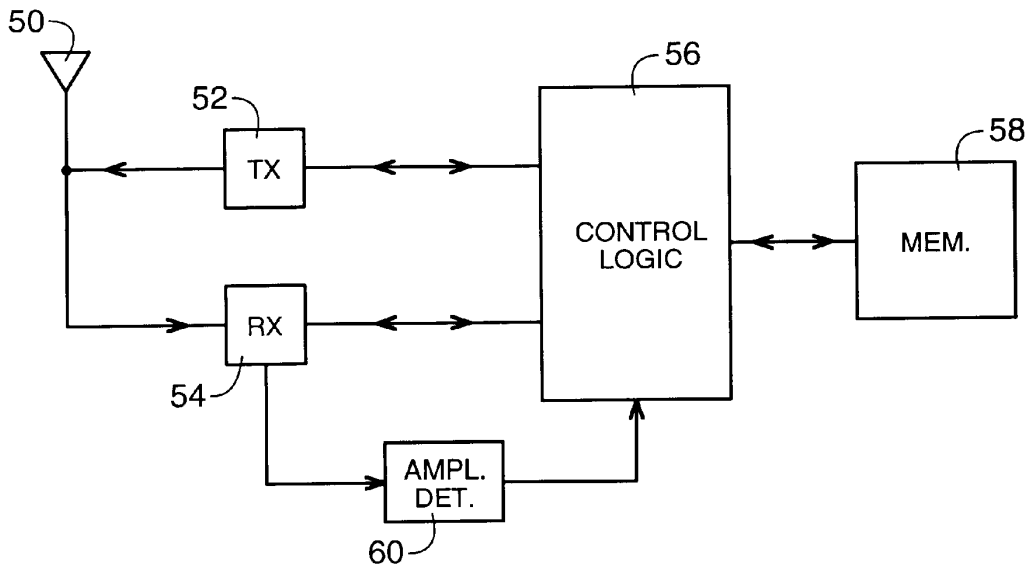 50
52
TX
56
58
CONTROL
LOGIC
MEM.
RX
54
AMPL.
DET.
60